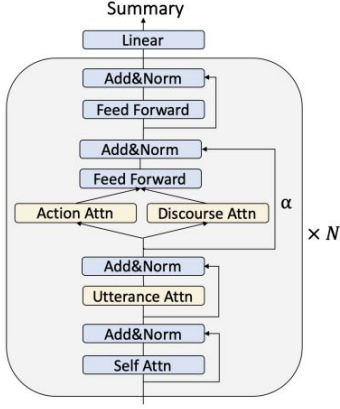 Summary
Linear
Add&Norm
Feed Forward
Add&Norm
Feed Forward
Action Attn
Discourse Attn
α
× N
Add&Norm
Utterance Attn
Add&Norm
Self Attn